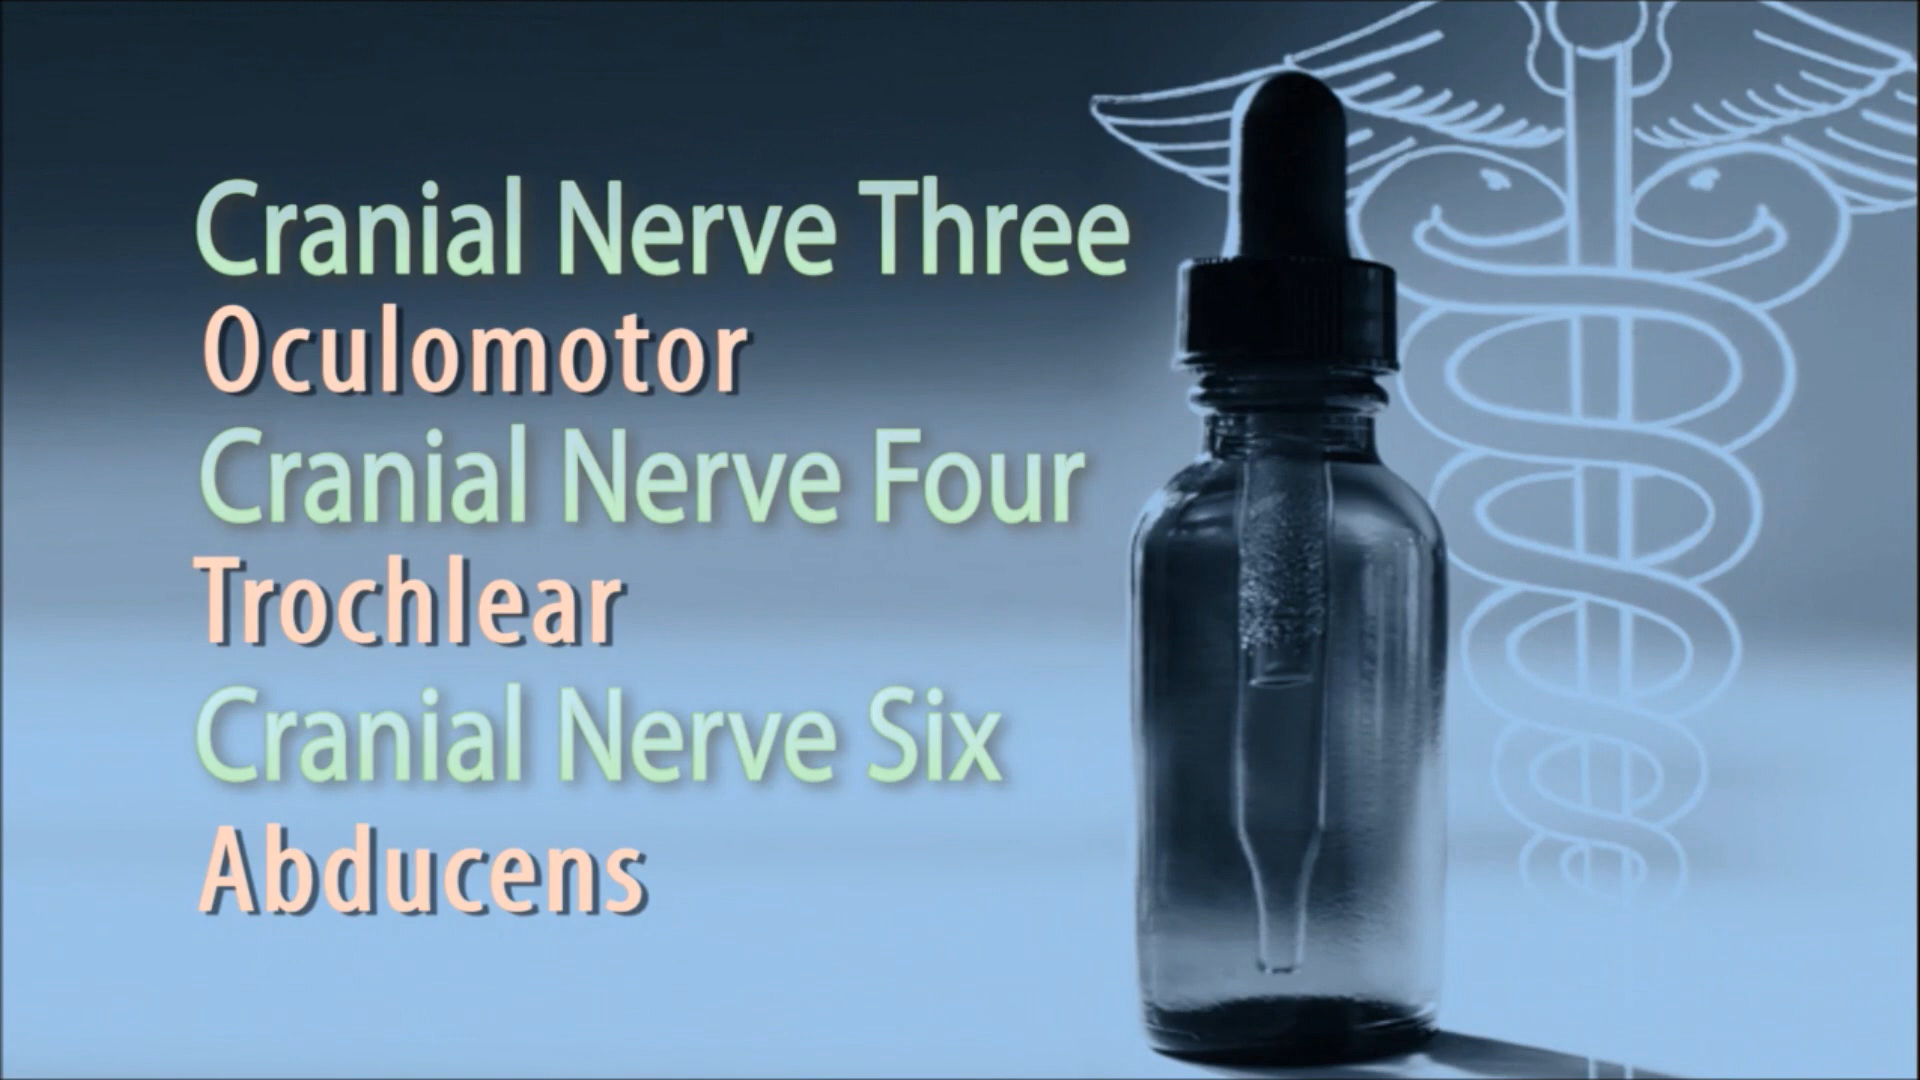 Cranial Nerve Three
Oculomotor
Cranial Nerve Four
Trochlear
Cranial Nerve Six
Abducens